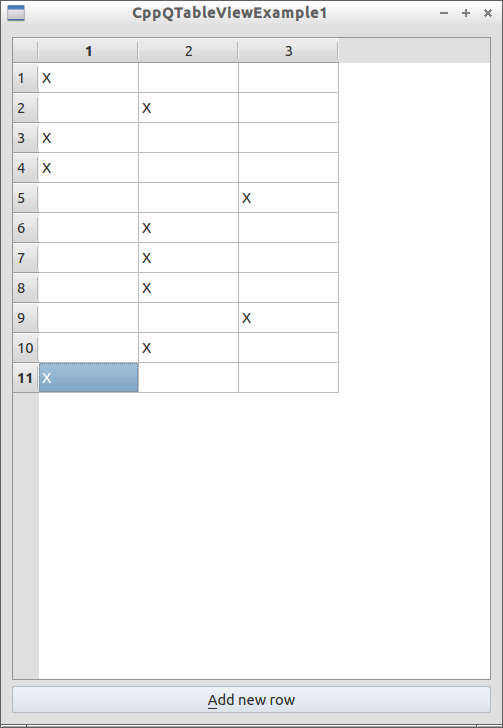 CppQTableViewExample1
1 2 3
1 X
2 X
3 X
4 X
5 X
6 X
7 X
8 X
9 X
10 X
11 X
Add new row